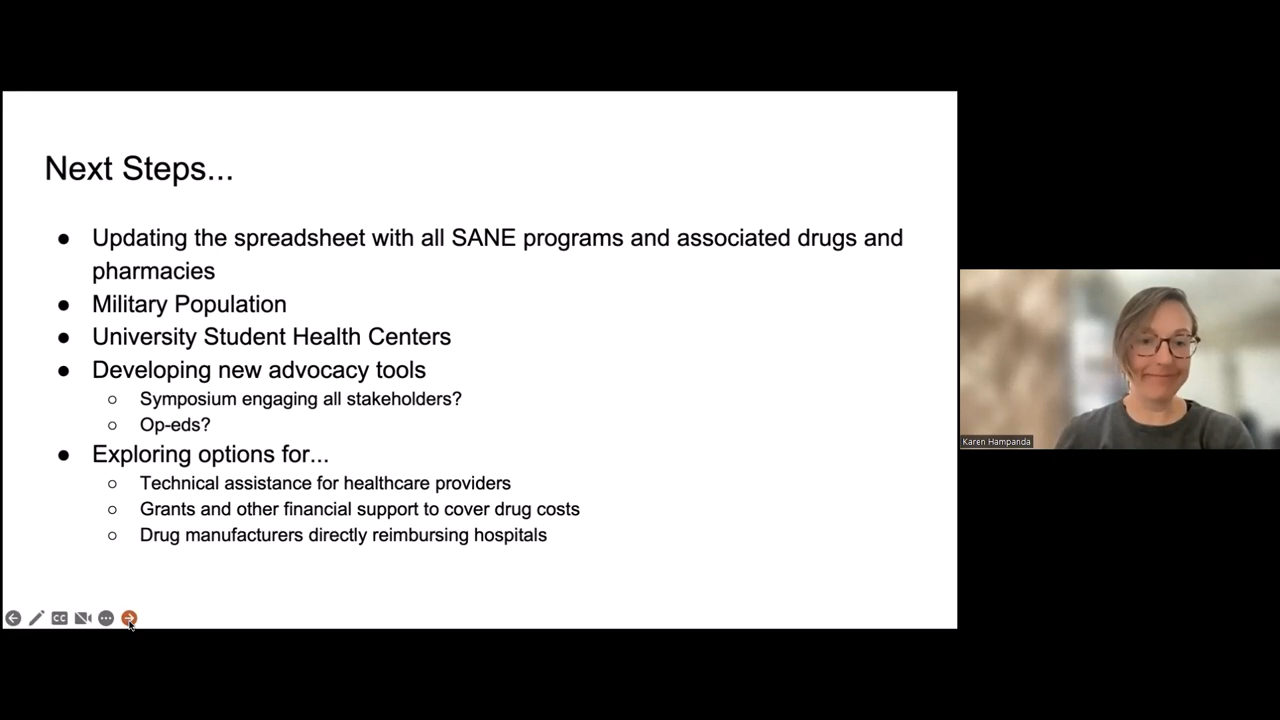 Next Steps...
● Updating the spreadsheet with all SANE programs and associated drugs and
pharmacies
● Military Population
● University Student Health Centers
● Developing new advocacy tools
○ Symposium engaging all stakeholders?
○ Op-eds?
● Exploring options for...
○ Technical assistance for healthcare providers
○ Grants and other financial support to cover drug costs
○ Drug manufacturers directly reimbursing hospitals
CC
Karen Hampanda